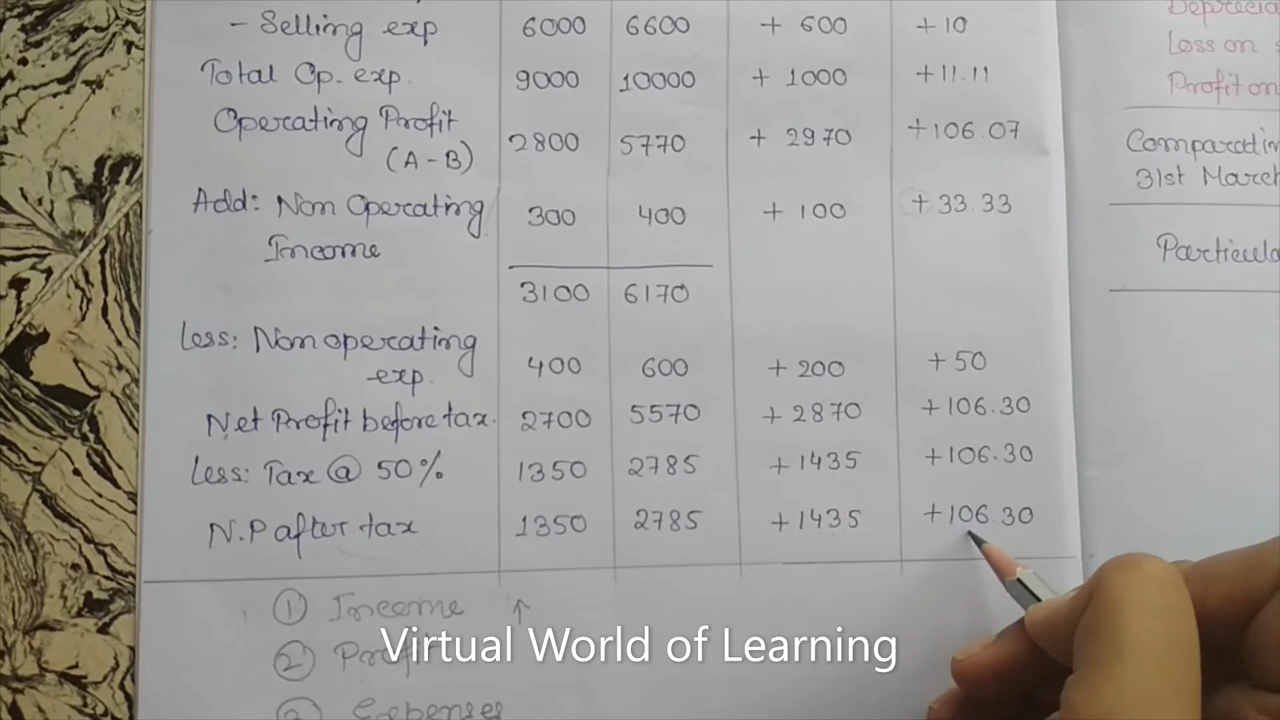 - Selling exp 6000 6600 + 600 +10
Total Op. exp. 9000 10000 + 1000 +11.11
Operating Profit
(A-B) 2800 5770 + 2970 +106.07
Add: Non Operating 300 400 + 100 + 33.33
Income
3100 6170
Less: Non operating
exp. 400 600 + 200 +50
Net Profit before tax. 2700 5570 + 2870 +106.30
Less: Tax @ 50% 1350 2785 +1435 +106.30
N.P after tax 1350 2785 +1435 +106.30
① Income ↑
②
Expenses
Virtual World of Learning
Loss on
Profit on
31st March